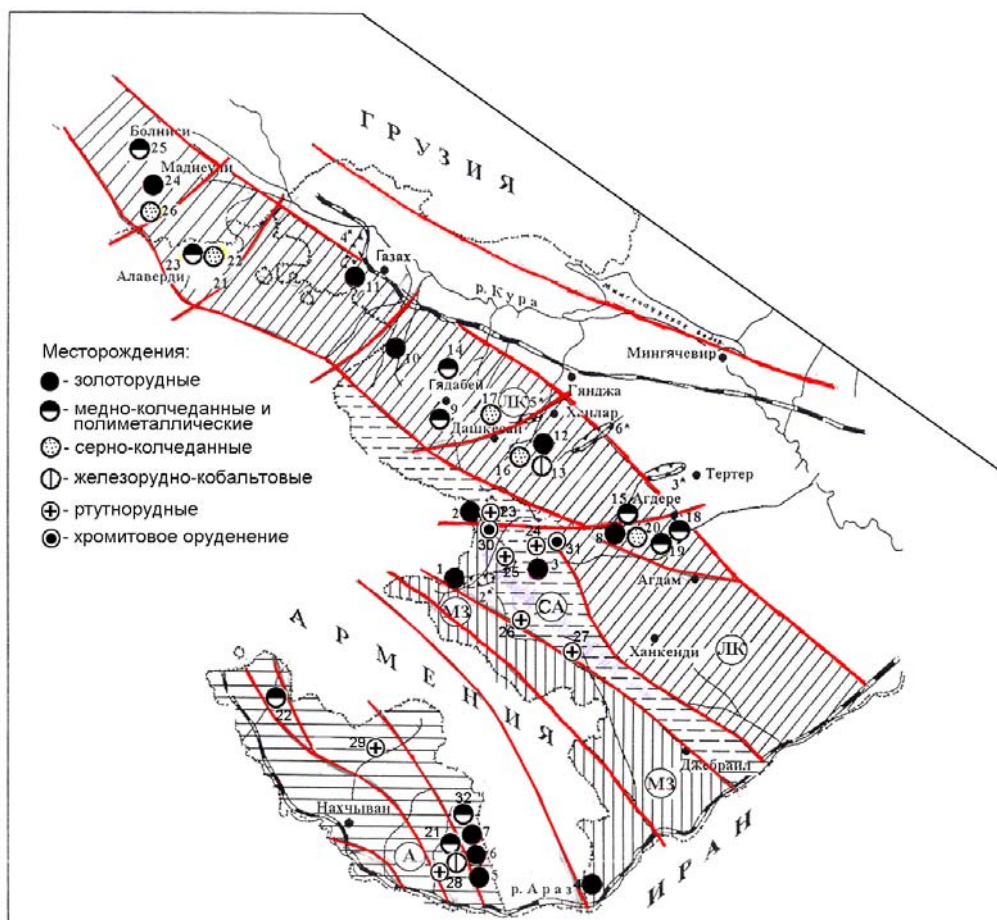 ГРУЗИЯ
Болниси
25
Маднеули
24
26
23
22
Алаверди
21
4*
Газах
11
р. Кура
Мингячевир
10
14
Гядабей
9
17
ЛК
5*
Гянджа
Ханлар
6*
Дашкесан
12
16
13
3*
Тертер
Месторождения:
- золоторудные
- медно-колчеданные и
полиметаллические
- серно-колчеданные
- железорудно-кобальтовые
- ртутнорудные
- хромитовое оруденение
15
Агдере
18
2
23
8
20
19
30
24
31
1
25
3
2*
Агдам
МЗ
СА
26
27
Ханкенди
ЛК
АРМЕНИЯ
22
29
Джебраил
МЗ
Нахчыван
32
21
7
А
6
28
5
р. Араз
4
ИРАН